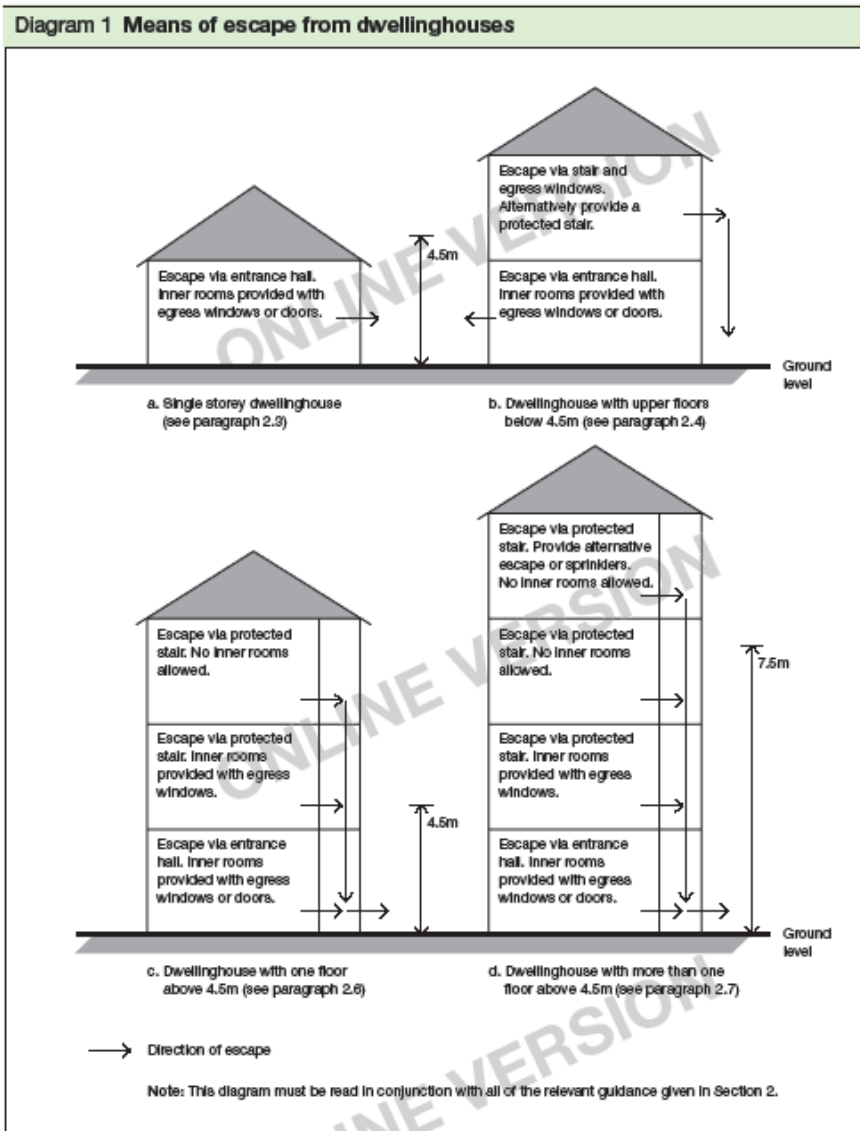 Diagram 1 Means of escape from dwellinghouses
Escape via entrance hall.
Inner rooms provided with
egress windows or doors.
4.5m
Escape via stair and
egress windows.
Alternatively provide a
protected stair.
Escape via entrance hall.
Inner rooms provided with
egress windows or doors.
ONLINE VERSION
Ground
level
a. Single storey dwellinghouse
(see paragraph 2.3)
b. Dwellinghouse with upper floors
below 4.5m (see paragraph 2.4)
Escape via protected
stair. No inner rooms
allowed.
Escape via protected
stair. Inner rooms
provided with egress
windows.
Escape via entrance
hall. Inner rooms
provided with egress
windows or doors.
4.5m
Escape via protected
stair. Provide alternative
escape or sprinklers.
No inner rooms allowed.
Escape via protected
stair. No inner rooms
allowed.
Escape via protected
stair. Inner rooms
provided with egress
windows.
Escape via entrance
hall. Inner rooms
provided with egress
windows or doors.
7.5m
ONLINE VERSION
Ground
level
c. Dwellinghouse with one floor
above 4.5m (see paragraph 2.6)
d. Dwellinghouse with more than one
floor above 4.5m (see paragraph 2.7)
Direction of escape
Note: This diagram must be read in conjunction with all of the relevant guidance given in Section 2.
ONLINE VERSION